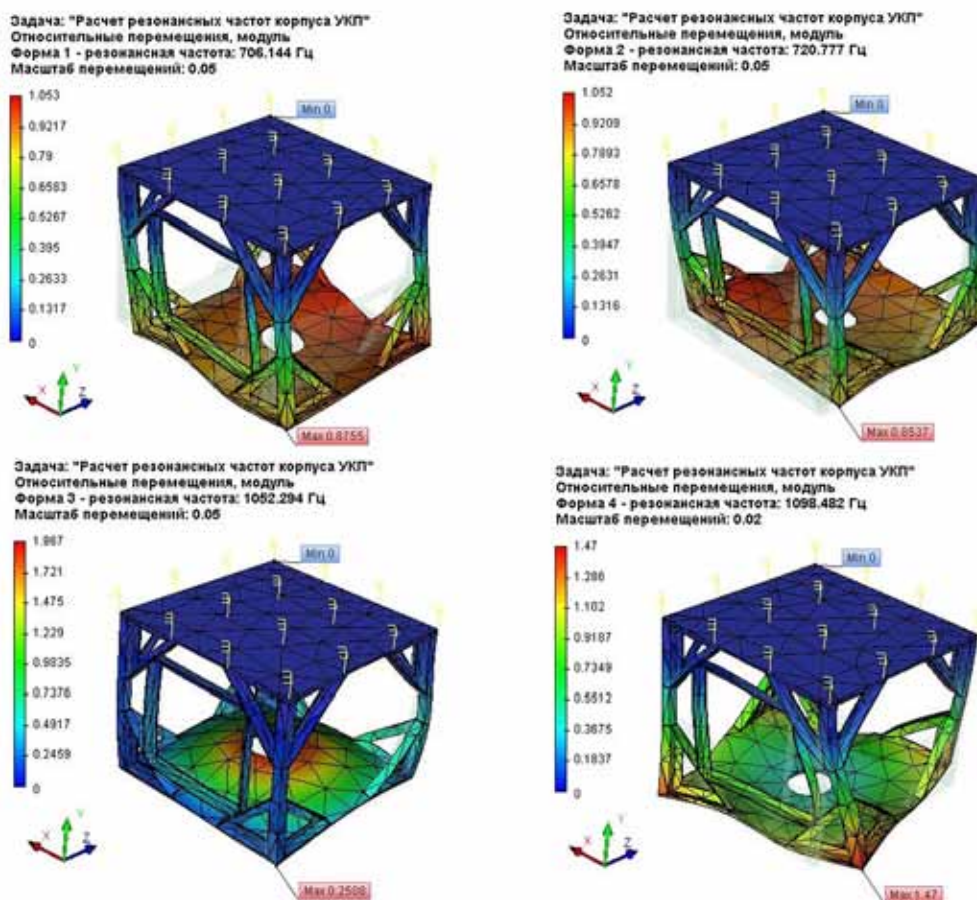 Задача: "Расчет резонансных частот корпуса УКП"
Относительные перемещения, модуль
Форма 1 - резонансная частота: 706.144 Гц
Масштаб перемещений: 0.05
1.053
0.9217
0.79
0.6583
0.5267
0.395
0.2633
0.1317
0
Min 0
X
Y
Z
Max 0.8755
Задача: "Расчет резонансных частот корпуса УКП"
Относительные перемещения, модуль
Форма 2 - резонансная частота: 720.777 Гц
Масштаб перемещений: 0.05
1.052
0.9209
0.7893
0.6578
0.5262
0.3947
0.2631
0.1316
0
Min 0
X
Y
Z
Max 0.8537
Задача: "Расчет резонансных частот корпуса УКП"
Относительные перемещения, модуль
Форма 3 - резонансная частота: 1052.294 Гц
Масштаб перемещений: 0.05
1.967
1.721
1.475
1.229
0.9835
0.7376
0.4917
0.2459
0
Min 0
X
Y
Z
Max 0.2588
Задача: "Расчет резонансных частот корпуса УКП"
Относительные перемещения, модуль
Форма 4 - резонансная частота: 1098.482 Гц
Масштаб перемещений: 0.02
1.47
1.286
1.102
0.9187
0.7349
0.5512
0.3675
0.1837
0
Min 0
X
Y
Z
Max 1.47